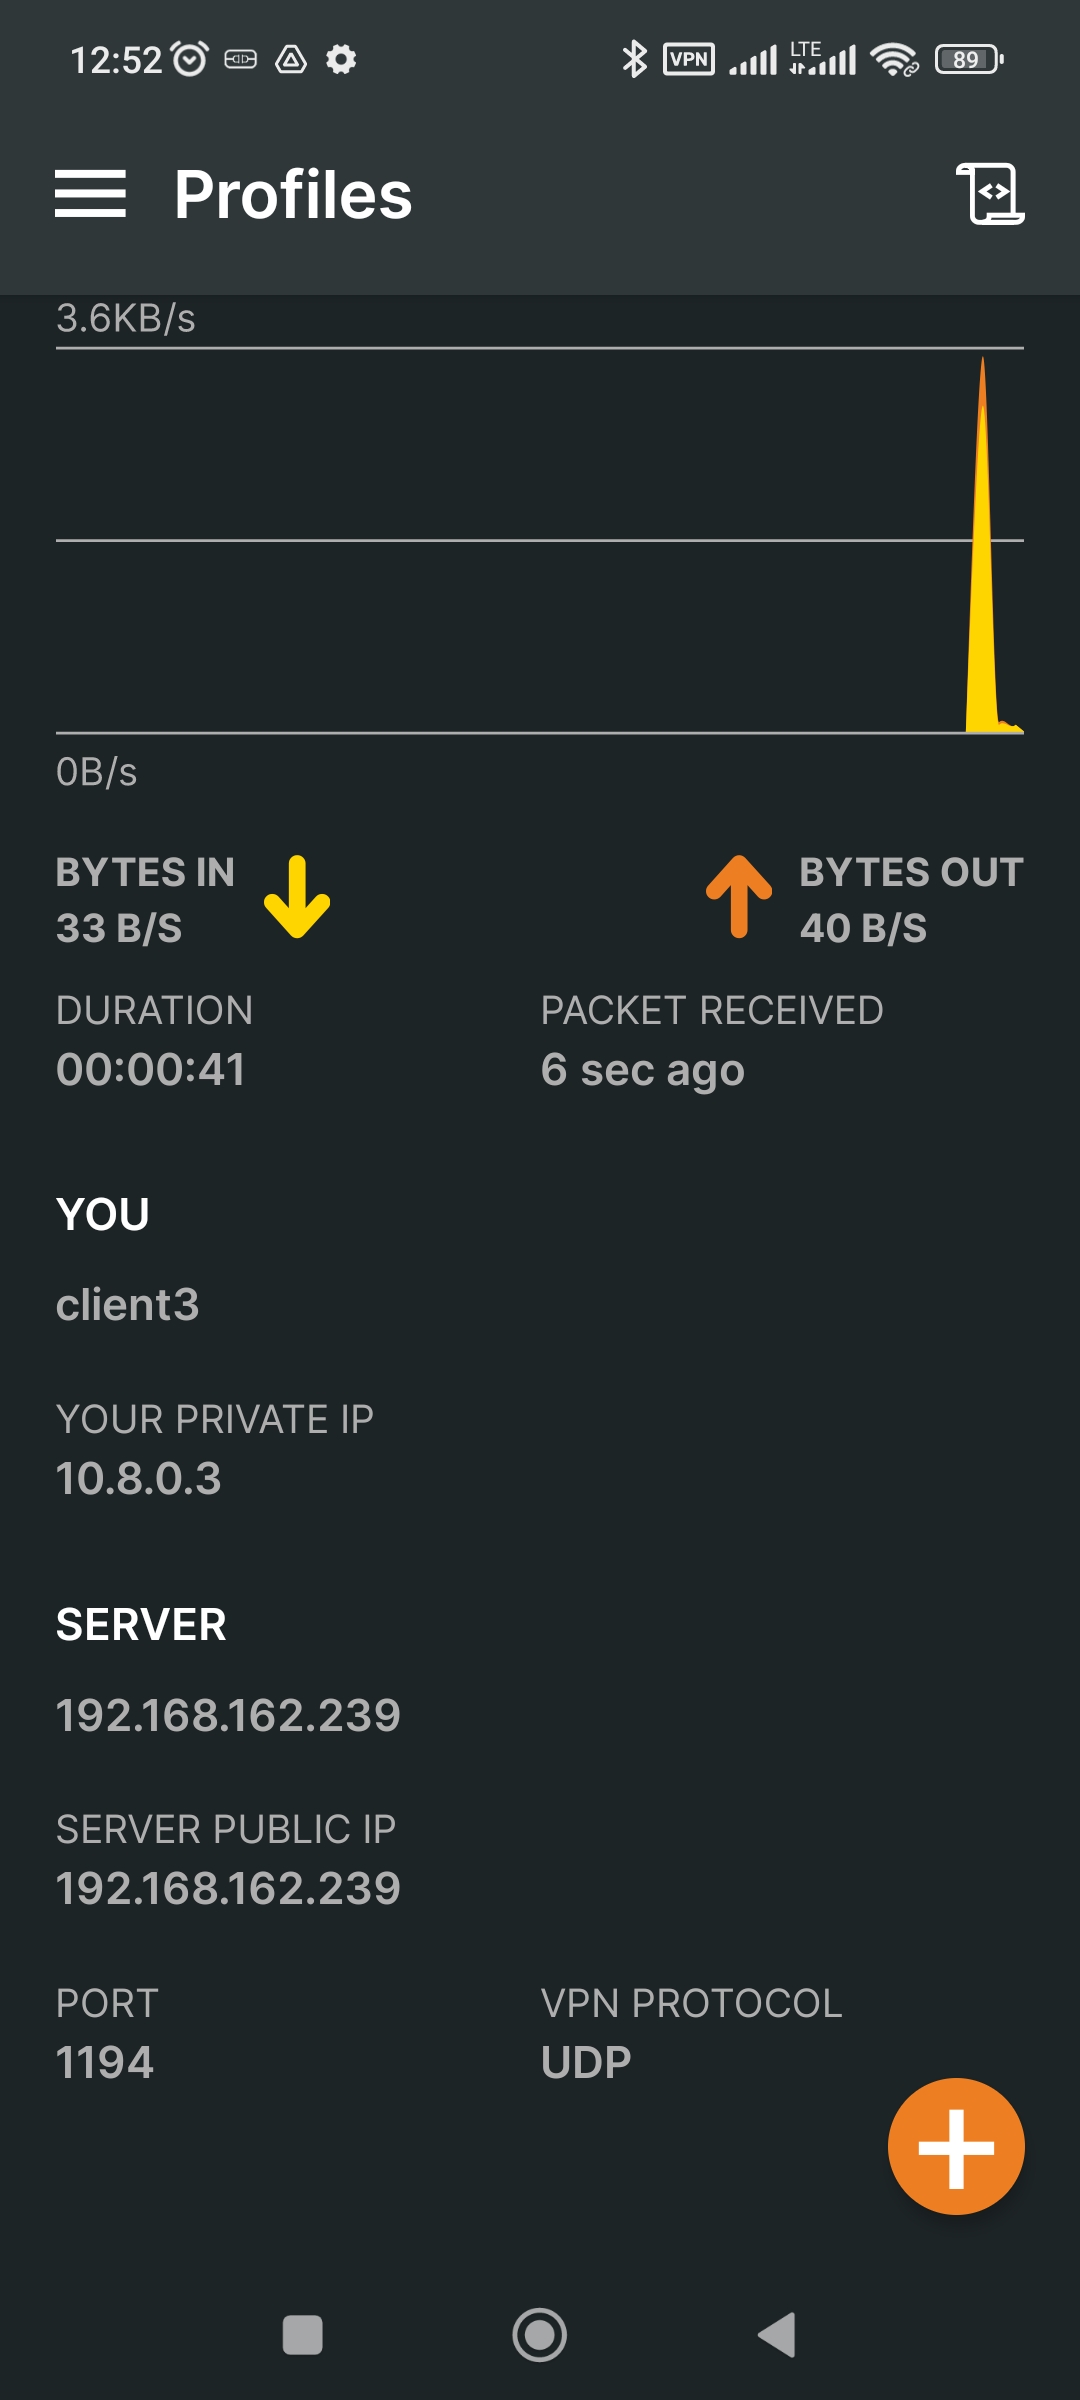 12:52
VPN
LTE
89
Profiles
3.6KB/s
0B/s
BYTES IN
33 B/S
BYTES OUT
40 B/S
DURATION
00:00:41
PACKET RECEIVED
6 sec ago
YOU
client3
YOUR PRIVATE IP
10.8.0.3
SERVER
192.168.162.239
SERVER PUBLIC IP
192.168.162.239
PORT
1194
VPN PROTOCOL
UDP